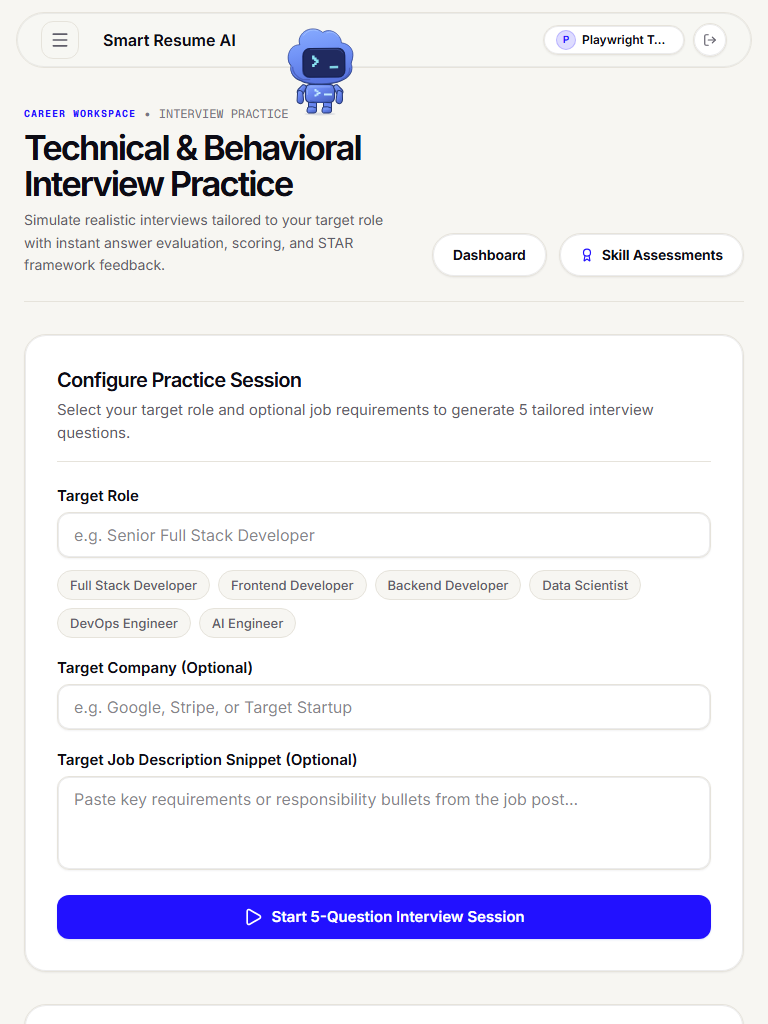 Smart Resume AI
P Playwright T...
CAREER WORKSPACE • INTERVIEW PRACTICE
Technical & Behavioral
Interview Practice
Simulate realistic interviews tailored to your target role
with instant answer evaluation, scoring, and STAR
framework feedback.
Dashboard
Skill Assessments
Configure Practice Session
Select your target role and optional job requirements to generate 5 tailored interview
questions.
Target Role
e.g. Senior Full Stack Developer
Full Stack Developer Frontend Developer Backend Developer Data Scientist
DevOps Engineer AI Engineer
Target Company (Optional)
e.g. Google, Stripe, or Target Startup
Target Job Description Snippet (Optional)
Paste key requirements or responsibility bullets from the job post...
Start 5-Question Interview Session